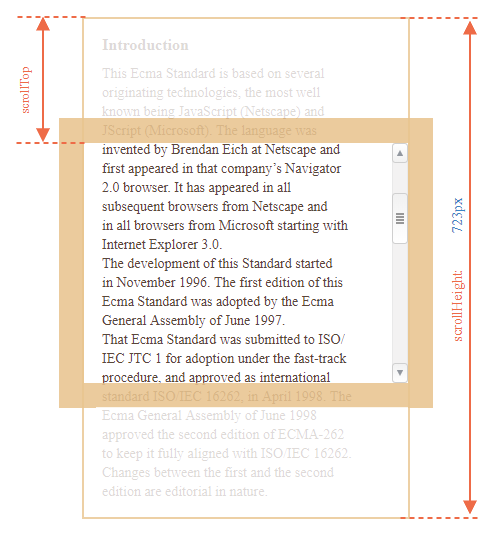 Introduction
This Ecma Standard is based on several
originating technologies, the most well
known being JavaScript (Netscape) and
JScript (Microsoft). The language was
invented by Brendan Eich at Netscape and
first appeared in that company’s Navigator
2.0 browser. It has appeared in all
subsequent browsers from Netscape and
in all browsers from Microsoft starting with
Internet Explorer 3.0.
The development of this Standard started
in November 1996. The first edition of this
Ecma Standard was adopted by the Ecma
General Assembly of June 1997.
That Ecma Standard was submitted to ISO/
IEC JTC 1 for adoption under the fast-track
procedure, and approved as international
standard ISO/IEC 16262, in April 1998. The
Ecma General Assembly of June 1998
approved the second edition of ECMA-262
to keep it fully aligned with ISO/IEC 16262.
Changes between the first and the second
edition are editorial in nature.
scrollTop
scrollHeight: 723px